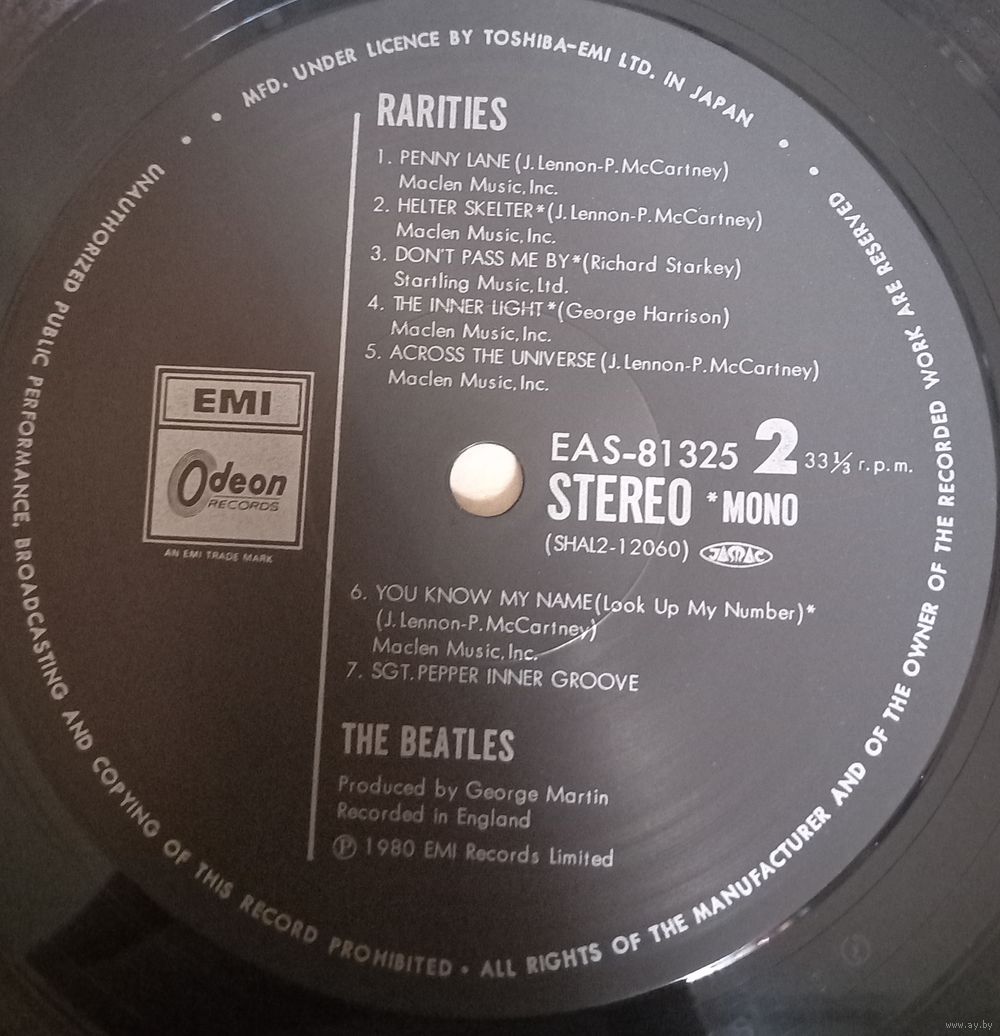 MFD. UNDER LICENCE BY TOSHIBA-EMI LTD. IN JAPAN
RARITIES
1. PENNY LANE (J. Lennon-P. McCartney)
Maclen Music, Inc.
2. HELTER SKELTER* (J. Lennon-P. McCartney)
Maclen Music, Inc.
3. DON'T PASS ME BY* (Richard Starkey)
Startling Music, Ltd.
4. THE INNER LIGHT* (George Harrison)
Maclen Music, Inc.
5. ACROSS THE UNIVERSE (J. Lennon-P. McCartney)
Maclen Music, Inc.
EMI
Odeon
RECORDS
AN EMI TRADE MARK
EAS-81325 2 33⅓ r.p.m.
STEREO *MONO
(SHAL2-12060) JASRAC
6. YOU KNOW MY NAME (Look Up My Number)*
(J. Lennon-P. McCartney)
Maclen Music, Inc.
7. SGT. PEPPER INNER GROOVE
THE BEATLES
Produced by George Martin
Recorded in England
Ⓟ 1980 EMI Records Limited
UNAUTHORIZED PUBLIC PERFORMANCE, BROADCASTING AND COPYING OF THIS RECORD PROHIBITED • ALL RIGHTS OF THE MANUFACTURER AND OF THE OWNER OF THE RECORDED WORK ARE RESERVED
www.ay.by